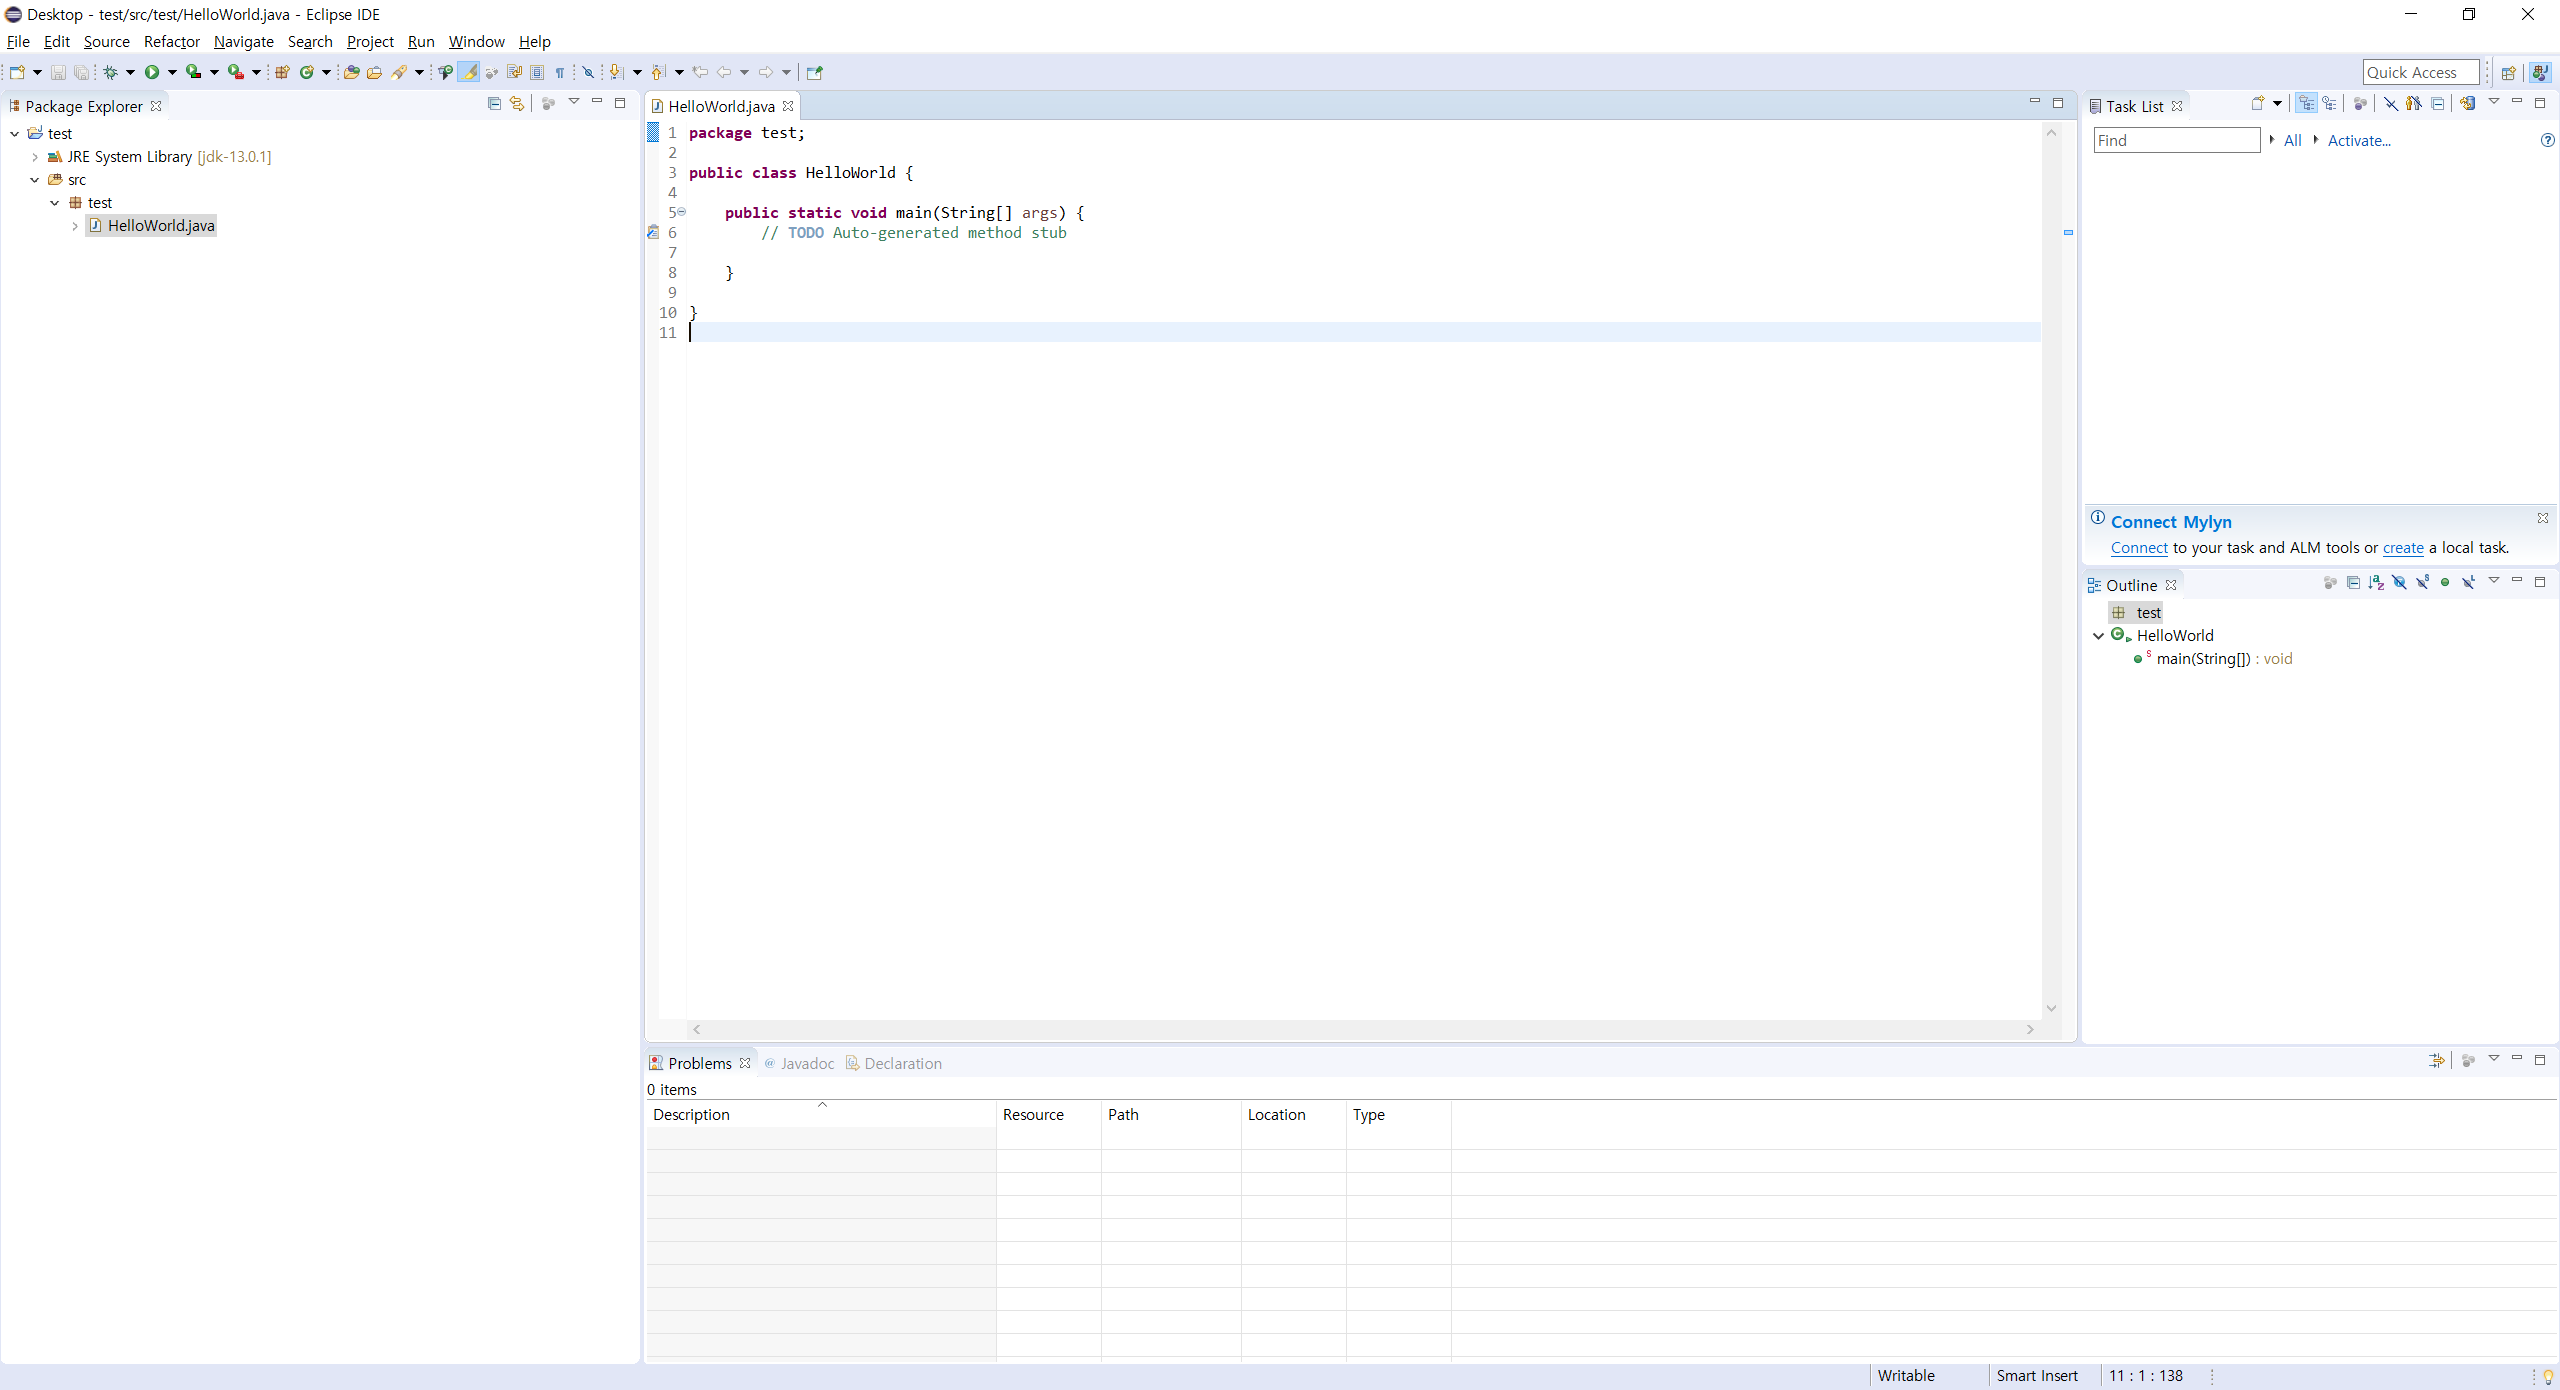 Desktop - test/src/test/HelloWorld.java - Eclipse IDE
File Edit Source Refactor Navigate Search Project Run Window Help
Quick Access
Package Explorer
test
JRE System Library [jdk-13.0.1]
src
test
HelloWorld.java
HelloWorld.java
1 package test;
2
3 public class HelloWorld {
4
5 public static void main(String[] args) {
6 // TODO Auto-generated method stub
7
8 }
9
10 }
11
Task List
Find All Activate...
Connect Mylyn
Connect to your task and ALM tools or create a local task.
Outline
test
HelloWorld
main(String[]) : void
Problems Javadoc Declaration
0 items
Description Resource Path Location Type
Writable Smart Insert 11 : 1 : 138